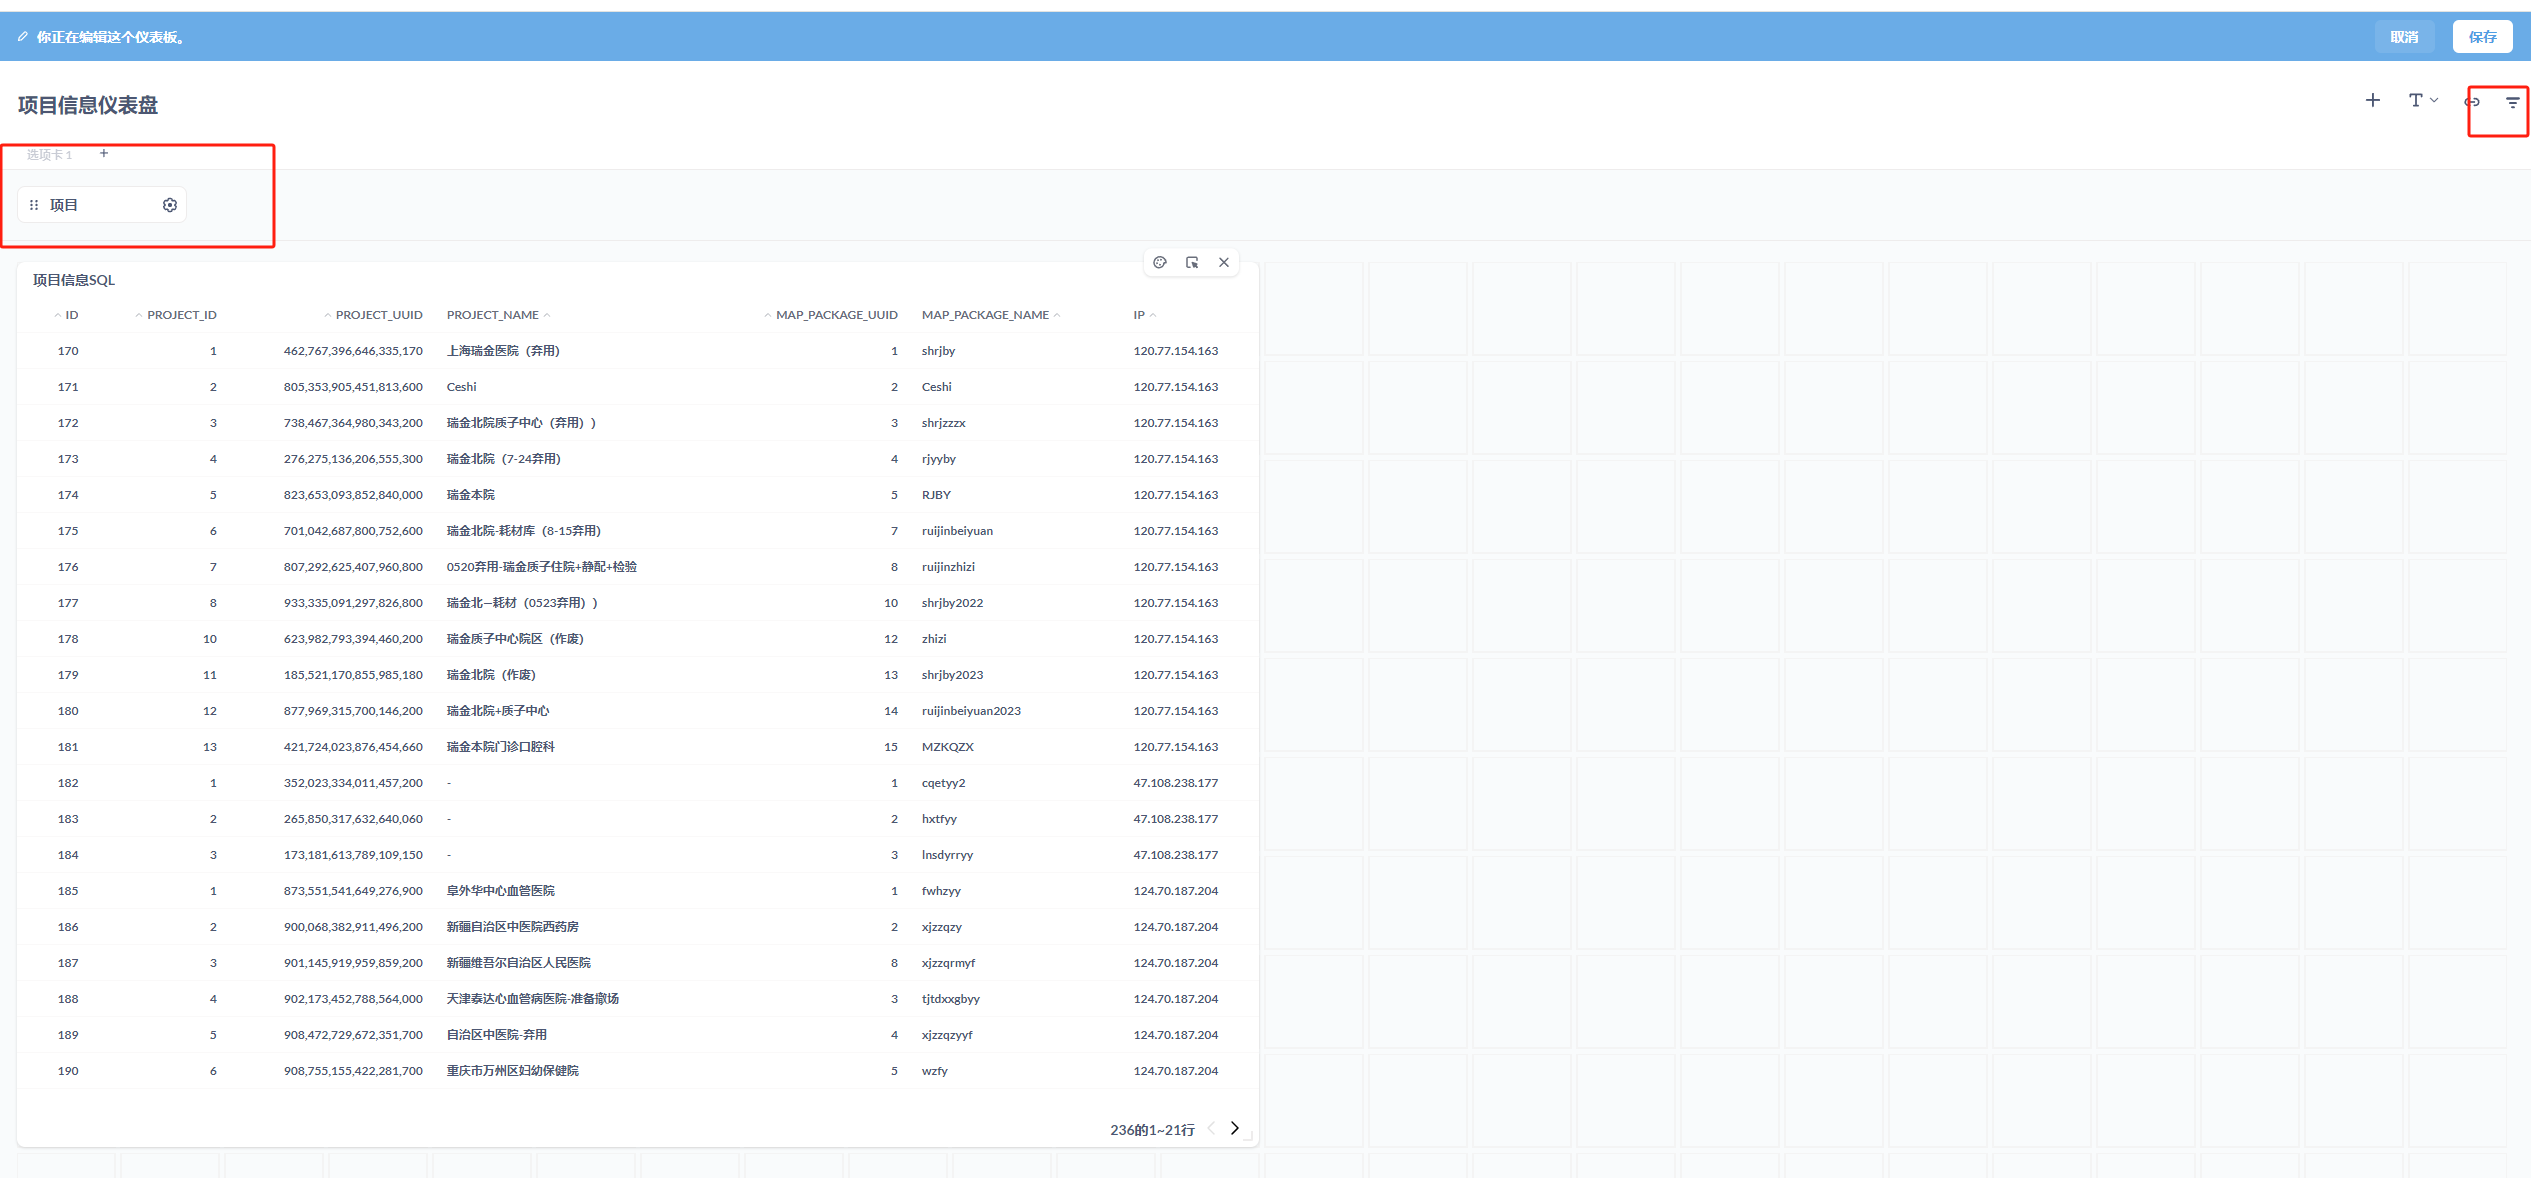 你正在编辑这个仪表板。
取消 保存
项目信息仪表盘
选项卡 1 +
项目
项目信息SQL
ID PROJECT_ID PROJECT_UUID PROJECT_NAME MAP_PACKAGE_UUID MAP_PACKAGE_NAME IP
170 1 462,767,396,646,335,170 上海瑞金医院（弃用） 1 shrjby 120.77.154.163
171 2 805,353,905,451,813,600 Ceshi 2 Ceshi 120.77.154.163
172 3 738,467,364,980,343,200 瑞金北院质子中心（弃用）） 3 shrjzzzx 120.77.154.163
173 4 276,275,136,206,555,300 瑞金北院（7-24弃用） 4 rjyyby 120.77.154.163
174 5 823,653,093,852,840,000 瑞金本院 5 RJBY 120.77.154.163
175 6 701,042,687,800,752,600 瑞金北院-耗材库（8-15弃用） 7 ruijinbeiyuan 120.77.154.163
176 7 807,292,625,407,960,800 0520弃用-瑞金质子住院+静配+检验 8 ruijinzhizi 120.77.154.163
177 8 933,335,091,297,826,800 瑞金北—耗材（0523弃用）） 10 shrjby2022 120.77.154.163
178 10 623,982,793,394,460,200 瑞金质子中心院区（作废） 12 zhizi 120.77.154.163
179 11 185,521,170,855,985,180 瑞金北院（作废） 13 shrjby2023 120.77.154.163
180 12 877,969,315,700,146,200 瑞金北院+质子中心 14 ruijinbeiyuan2023 120.77.154.163
181 13 421,724,023,876,454,660 瑞金本院门诊口腔科 15 MZKQZX 120.77.154.163
182 1 352,023,334,011,457,200 - 1 cqetyy2 47.108.238.177
183 2 265,850,317,632,640,060 - 2 hxtfyy 47.108.238.177
184 3 173,181,613,789,109,150 - 3 lnsdyrryy 47.108.238.177
185 1 873,551,541,649,276,900 阜外华中心血管医院 1 fwhzyy 124.70.187.204
186 2 900,068,382,911,496,200 新疆自治区中医院西药房 2 xjzzqzy 124.70.187.204
187 3 901,145,919,959,859,200 新疆维吾尔自治区人民医院 8 xjzzqrmyf 124.70.187.204
188 4 902,173,452,788,564,000 天津泰达心血管病医院-准备撤场 3 tjtdxxgbyy 124.70.187.204
189 5 908,472,729,672,351,700 自治区中医院-弃用 4 xjzzqzyyf 124.70.187.204
190 6 908,755,155,422,281,700 重庆市万州区妇幼保健院 5 wzfy 124.70.187.204
236的1~21行